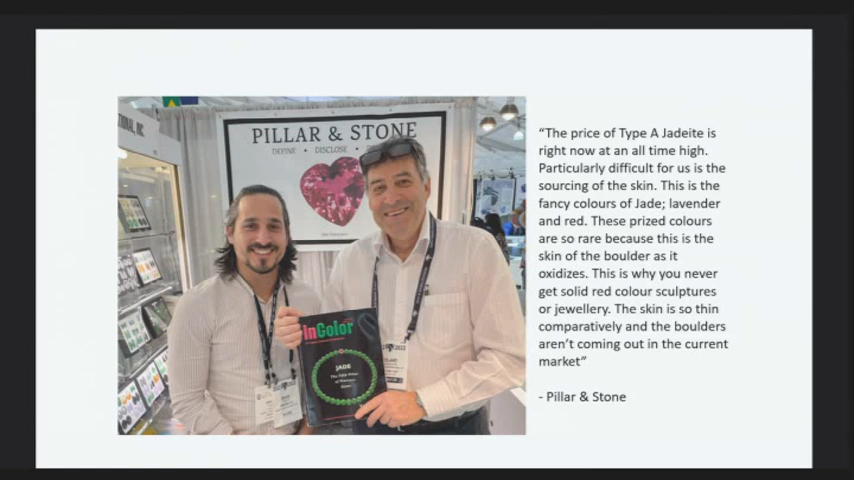 TIONAL, INC
PILLAR & STONE
DEFINE • DISCLOSE •
InColor
JADE
"The price of Type A Jadeite is
right now at an all time high.
Particularly difficult for us is the
sourcing of the skin. This is the
fancy colours of Jade; lavender
and red. These prized colours
are so rare because this is the
skin of the boulder as it
oxidizes. This is why you never
get solid red colour sculptures
or jewellery. The skin is so thin
comparatively and the boulders
aren't coming out in the current
market"
- Pillar & Stone